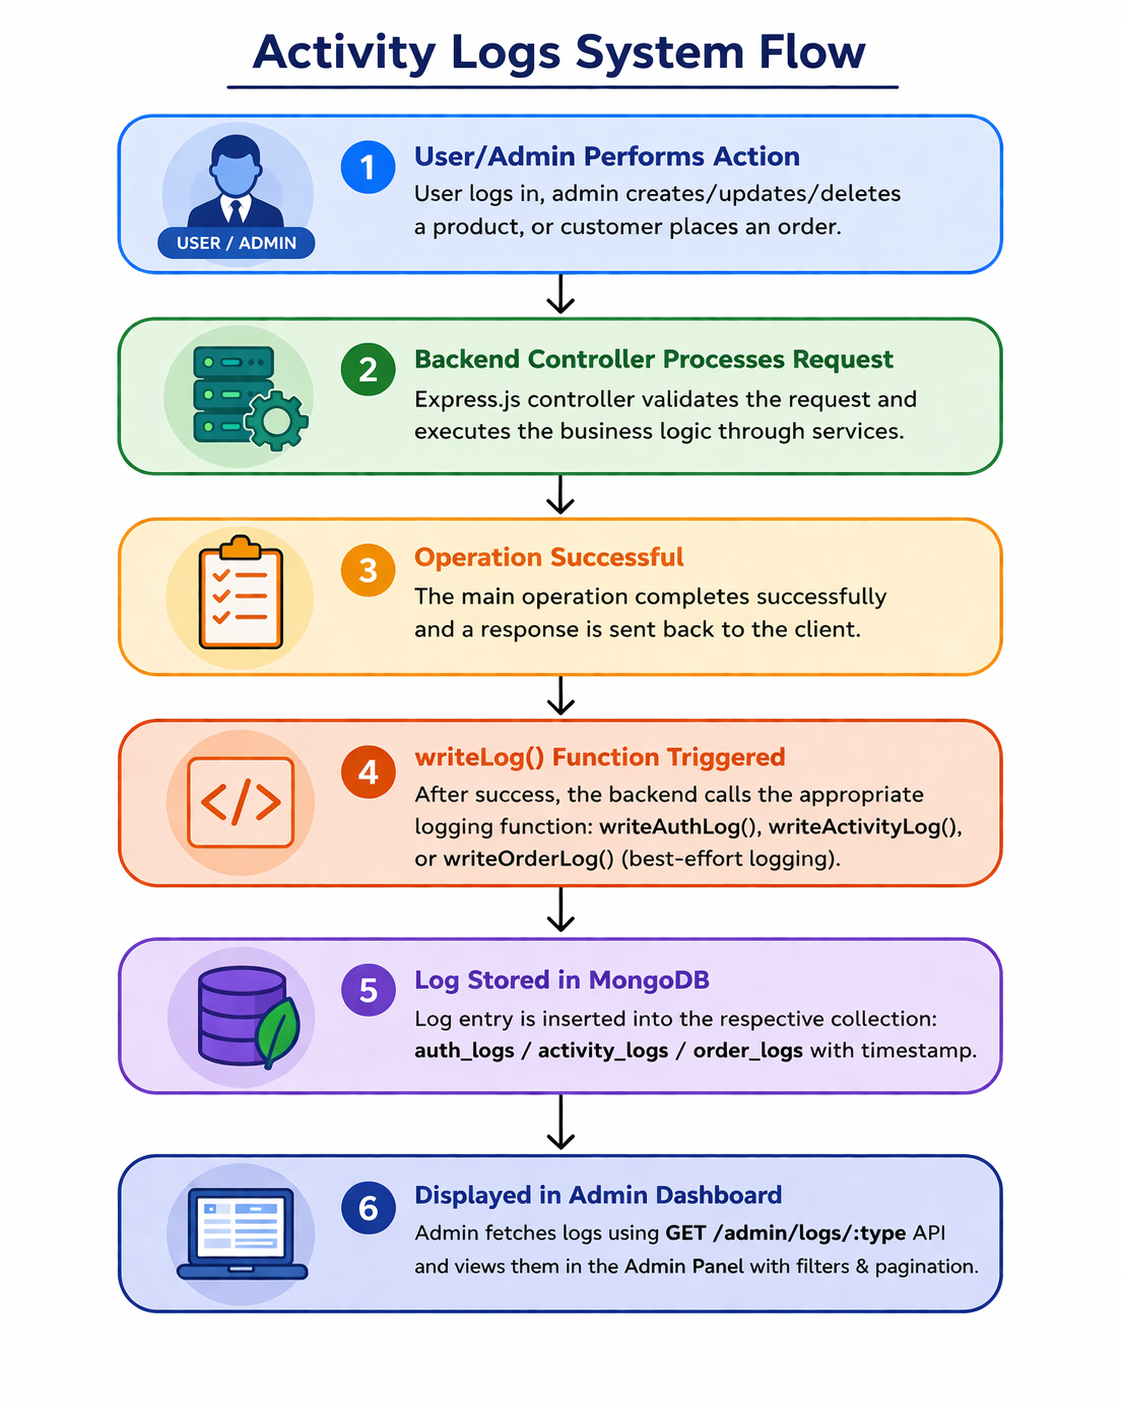 Activity Logs System Flow
USER / ADMIN
1
User/Admin Performs Action
User logs in, admin creates/updates/deletes
a product, or customer places an order.
2
Backend Controller Processes Request
Express.js controller validates the request and
executes the business logic through services.
3
Operation Successful
The main operation completes successfully
and a response is sent back to the client.
</>
4
writeLog() Function Triggered
After success, the backend calls the appropriate
logging function: writeAuthLog(), writeActivityLog(),
or writeOrderLog() (best-effort logging).
5
Log Stored in MongoDB
Log entry is inserted into the respective collection:
auth_logs / activity_logs / order_logs with timestamp.
6
Displayed in Admin Dashboard
Admin fetches logs using GET /admin/logs/:type API
and views them in the Admin Panel with filters & pagination.